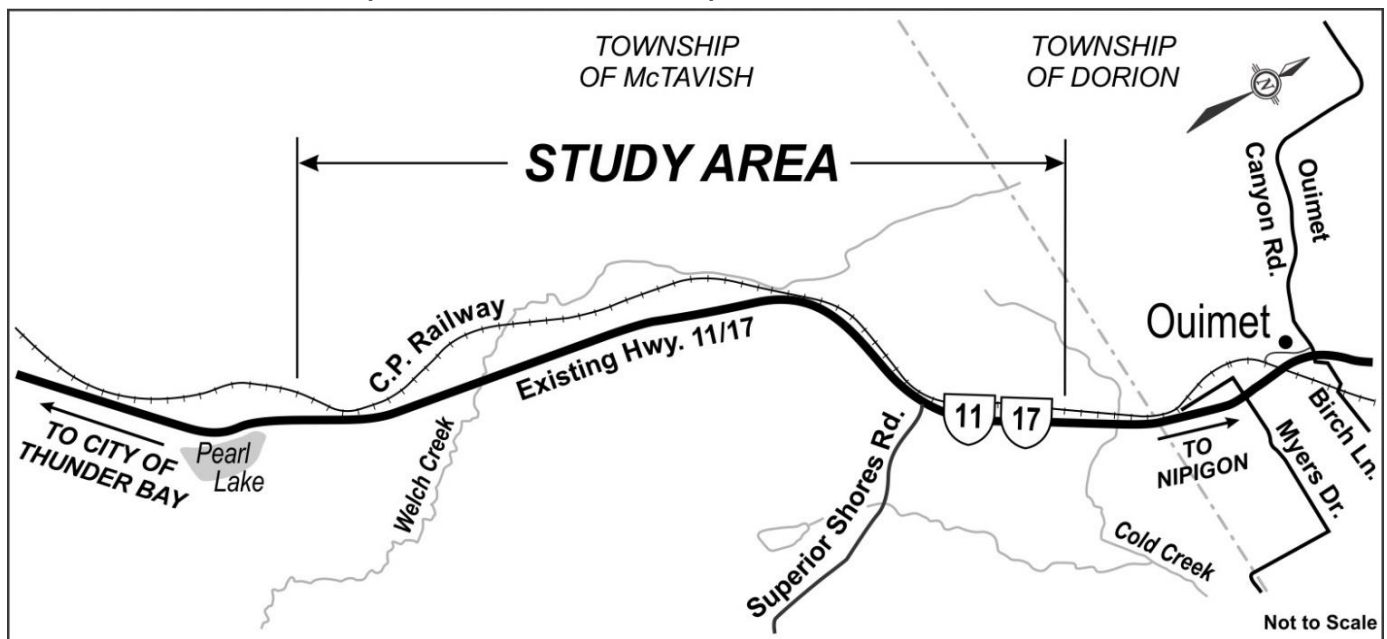 TOWNSHIP
OF McTAVISH
TOWNSHIP
OF DORION
N
STUDY AREA
Ouimet
Canyon Rd.
C.P. Railway
Existing Hwy. 11/17
Ouimet
11
17
TO CITY OF
THUNDER BAY
Pearl
Lake
Welch Creek
Superior Shores Rd.
TO
NIPIGON
Birch Ln.
Myers Dr.
Cold Creek
Not to Scale